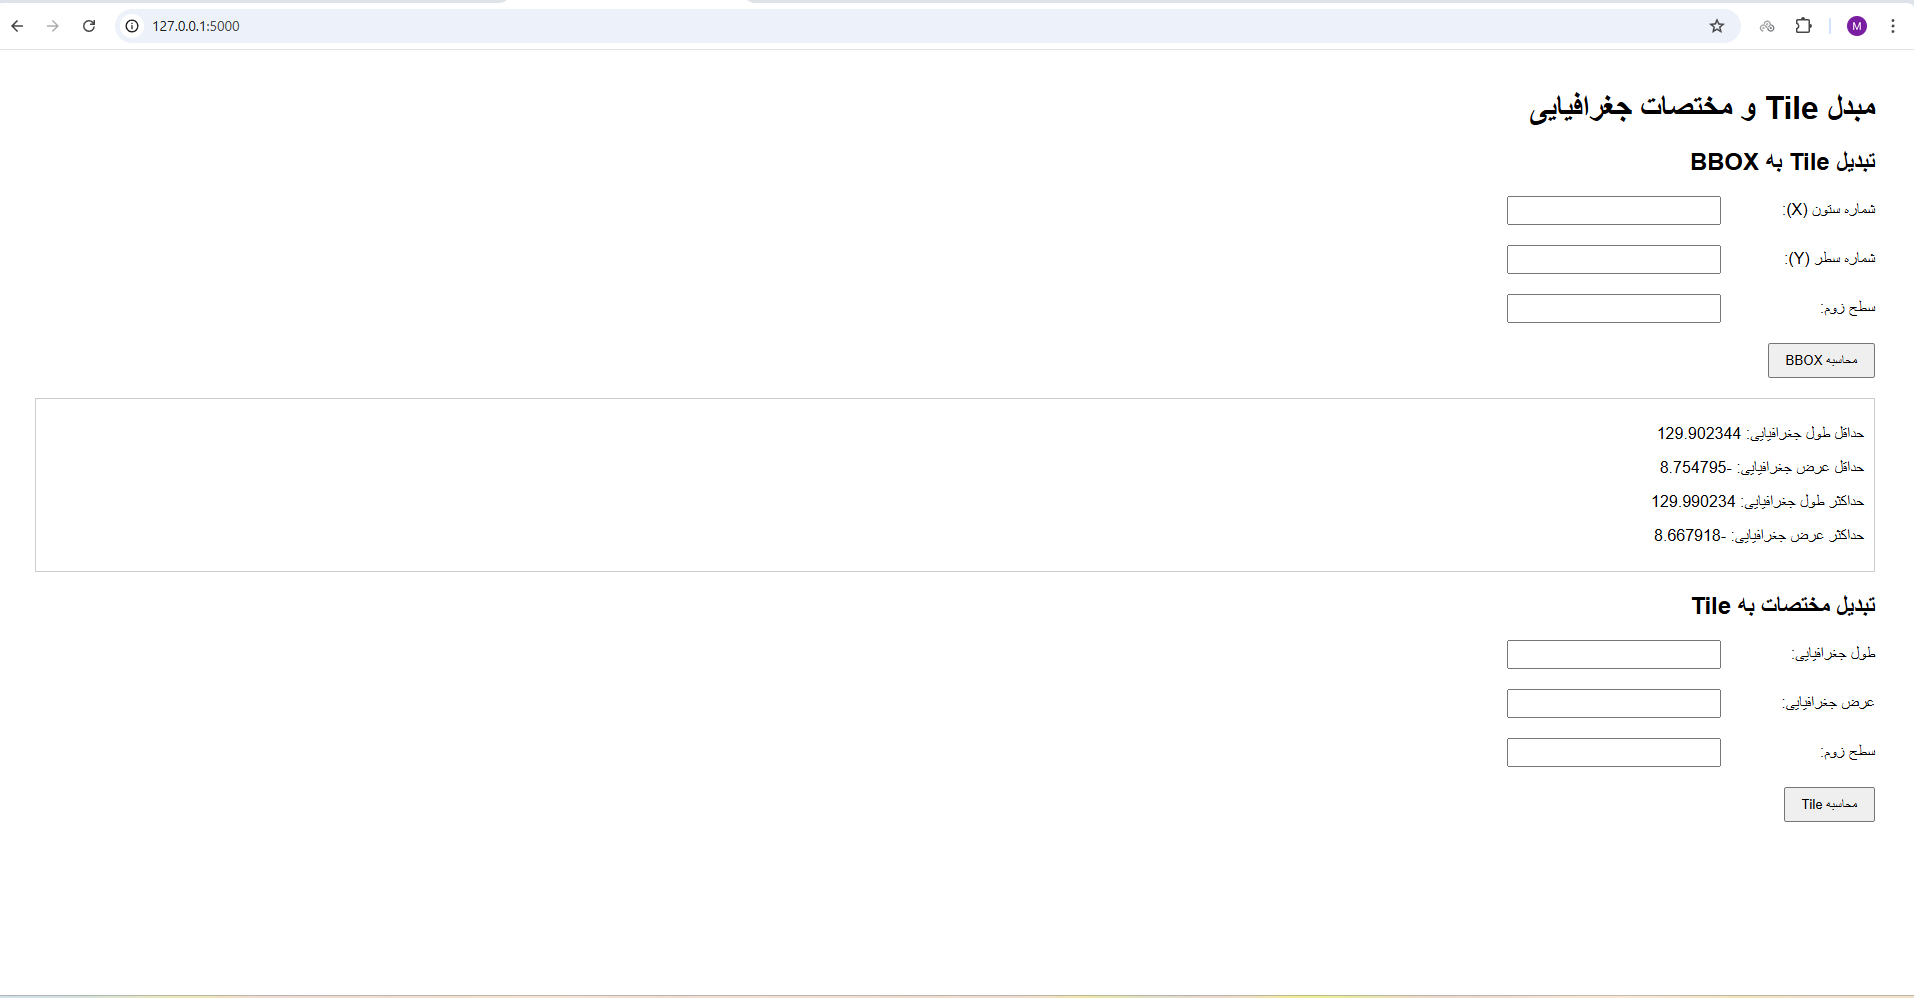 127.0.0.1:5000
M
مبدل Tile و مختصات جغرافیایی
تبدیل Tile به BBOX
شماره ستون (X):
شماره سطر (Y):
سطح زوم:
محاسبه BBOX
حداقل طول جغرافیایی: 129.902344
حداقل عرض جغرافیایی: -8.754795
حداکثر طول جغرافیایی: 129.990234
حداکثر عرض جغرافیایی: -8.667918
تبدیل مختصات به Tile
طول جغرافیایی:
عرض جغرافیایی:
سطح زوم:
محاسبه Tile